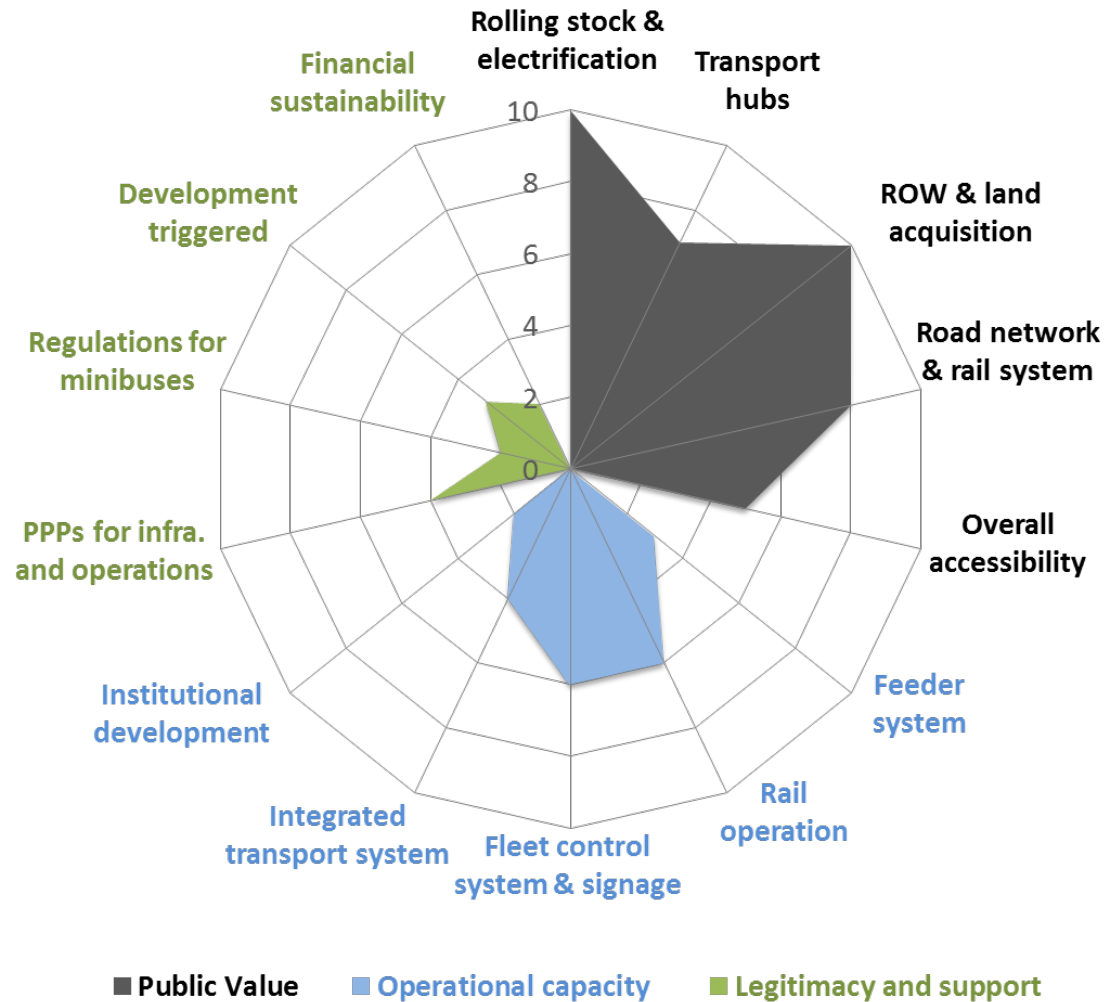 Rolling stock &
electrification
Transport
hubs
ROW & land
acquisition
Road network
& rail system
Overall
accessibility
Feeder
system
Rail
operation
Fleet control
system & signage
Integrated
transport system
Institutional
development
PPPs for infra.
and operations
Regulations for
minibuses
Development
triggered
Financial
sustainability
10
8
6
4
2
0
Public Value
Operational capacity
Legitimacy and support